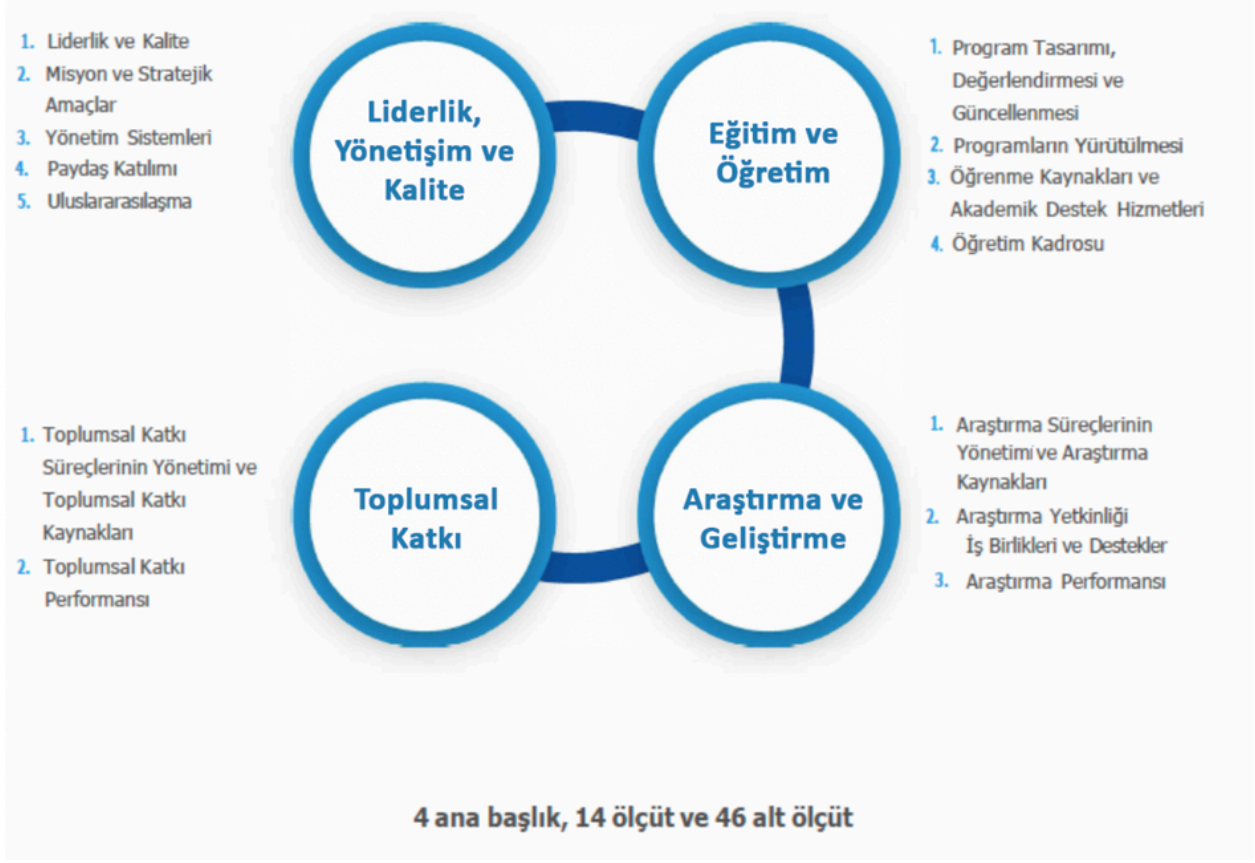 1. Liderlik ve Kalite
2. Misyon ve Stratejik
Amaçlar
3. Yönetim Sistemleri
4. Paydaş Katılımı
5. Uluslararasılaşma
Liderlik,
Yönetişim ve
Kalite
Eğitim ve
Öğretim
1. Program Tasarımı,
Değerlendirmesi ve
Güncellenmesi
2. Programların Yürütülmesi
3. Öğrenme Kaynakları ve
Akademik Destek Hizmetleri
4. Öğretim Kadrosu
1. Toplumsal Katkı
Süreçlerinin Yönetimi ve
Toplumsal Katkı
Kaynakları
2. Toplumsal Katkı
Performansı
Toplumsal
Katkı
Araştırma ve
Geliştirme
1. Araştırma Süreçlerinin
Yönetimi ve Araştırma
Kaynakları
2. Araştırma Yetkinliği
İş Birlikleri ve Destekler
3. Araştırma Performansı
4 ana başlık, 14 ölçüt ve 46 alt ölçüt